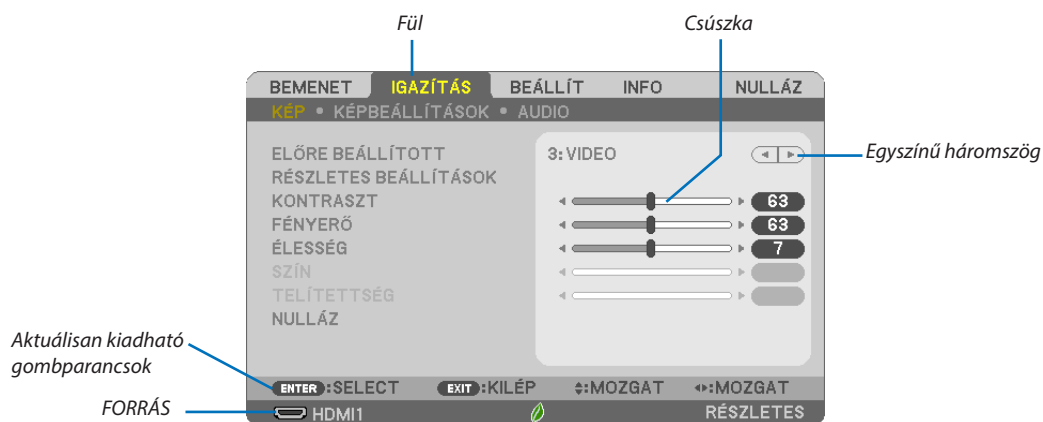 Fül Csúszka
BEMENET IGAZÍTÁS BEÁLLÍT INFO NULLÁZ
KÉP • KÉPBEÁLLÍTÁSOK • AUDIO
ELŐRE BEÁLLÍTOTT 3:VIDEO Egyszínű háromszög
RÉSZLETES BEÁLLÍTÁSOK
KONTRASZT 63
FÉNYERŐ 63
ÉLESSÉG 7
SZÍN
TELÍTETTSÉG
NULLÁZ
Aktuálisan kiadható
gombparancsok
ENTER :SELECT EXIT :KILÉP :MOZGAT :MOZGAT
FORRÁS HDMI1 RÉSZLETES